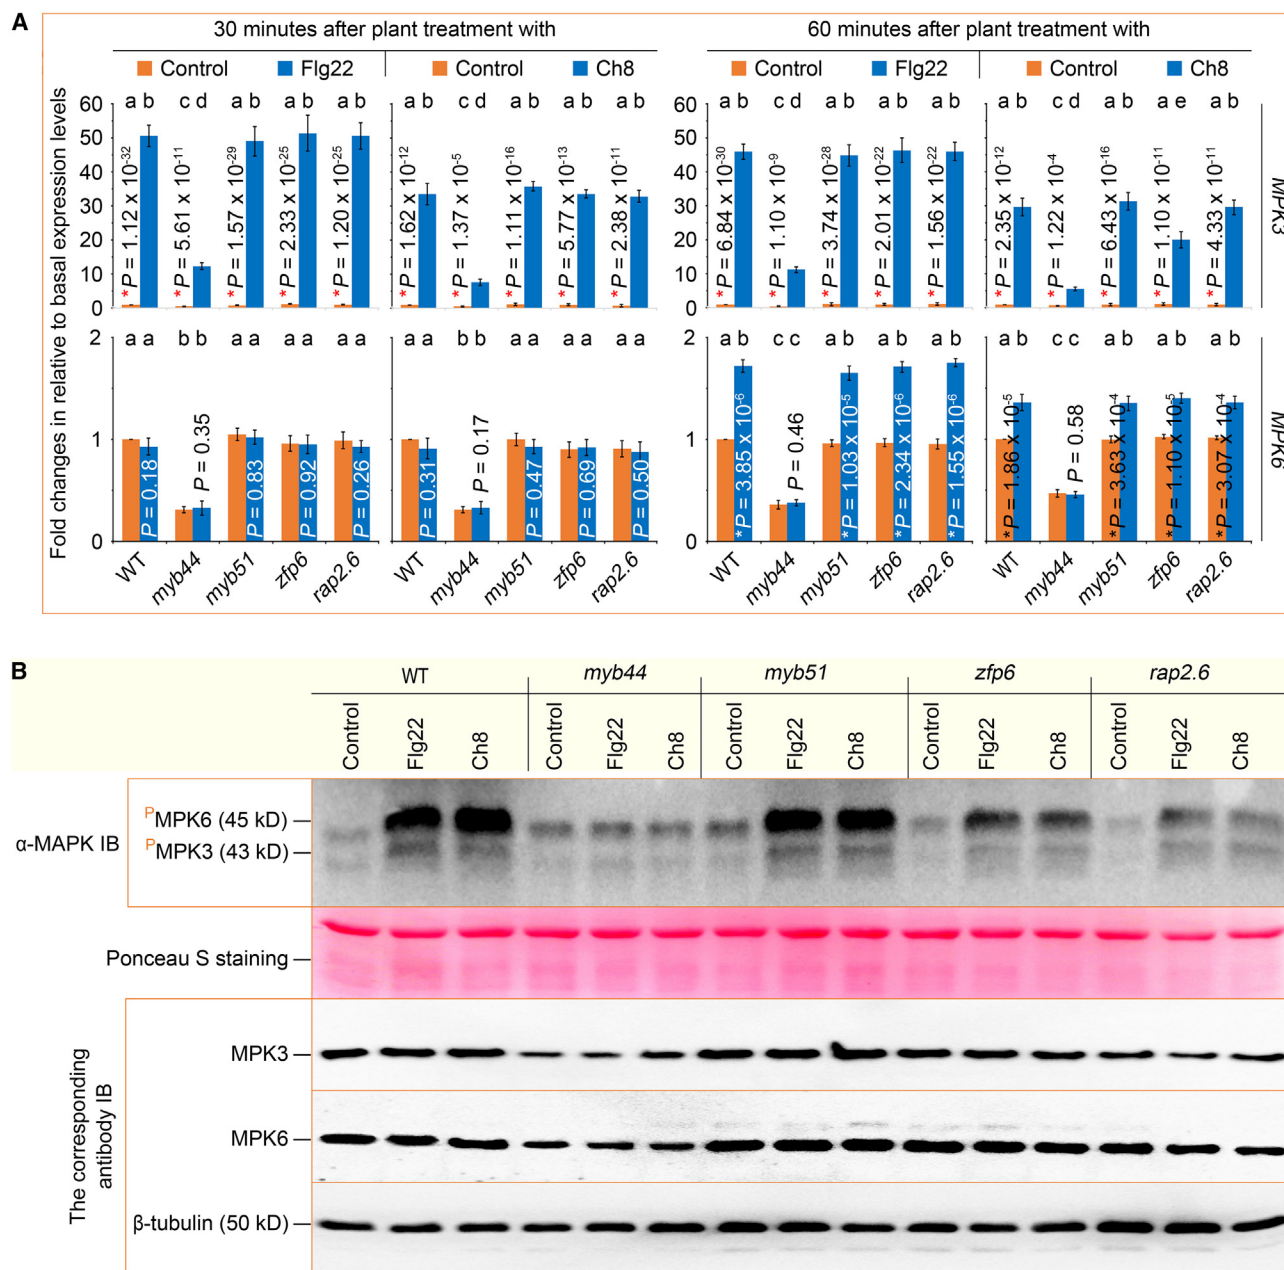 A
30 minutes after plant treatment with
60 minutes after plant treatment with
Control Flg22 Control Ch8 Control Flg22 Control Ch8
Fold changes in relative to basal expression levels
60 a b c d a b a b a b a b c d a b a b a b
60 a b c d a b a b a b a b c d a b a e a b
50
40
30
20
10
0
50
40
30
20
10
0
* P = 1.12 x 10⁻³²
* P = 5.61 x 10⁻¹¹
* P = 1.57 x 10⁻²⁹
* P = 2.33 x 10⁻²⁵
* P = 1.20 x 10⁻²⁵
* P = 1.62 x 10⁻¹²
* P = 1.37 x 10⁻⁵
* P = 1.11 x 10⁻¹⁶
* P = 5.77 x 10⁻¹³
* P = 2.38 x 10⁻¹¹
* P = 6.84 x 10⁻³⁰
* P = 1.10 x 10⁻⁹
* P = 3.74 x 10⁻²⁸
* P = 2.01 x 10⁻²²
* P = 1.56 x 10⁻²²
* P = 2.35 x 10⁻¹²
* P = 1.22 x 10⁻⁴
* P = 6.43 x 10⁻¹⁶
* P = 1.10 x 10⁻¹¹
* P = 4.33 x 10⁻¹¹
MPK3
2 a a b b a a a a a a a a b b a a a a a a
2 a b c c a b a b a b a b c c a b a b a b
1
0
1
0
P = 0.18
P = 0.35
P = 0.83
P = 0.92
P = 0.26
P = 0.31
P = 0.17
P = 0.47
P = 0.69
P = 0.50
*P = 3.85 x 10⁻⁶
P = 0.46
*P = 1.03 x 10⁻⁵
*P = 2.34 x 10⁻⁶
*P = 1.55 x 10⁻⁶
*P = 1.86 x 10⁻⁵
P = 0.58
*P = 3.63 x 10⁻⁴
*P = 1.10 x 10⁻⁵
*P = 3.07 x 10⁻⁴
MPK6
WT myb44 myb51 zfp6 rap2.6 WT myb44 myb51 zfp6 rap2.6 WT myb44 myb51 zfp6 rap2.6 WT myb44 myb51 zfp6 rap2.6
B
WT myb44 myb51 zfp6 rap2.6
Control Flg22 Ch8 Control Flg22 Ch8 Control Flg22 Ch8 Control Flg22 Ch8 Control Flg22 Ch8
α-MAPK IB
ᴾMPK6 (45 kD)
ᴾMPK3 (43 kD)
Ponceau S staining
The corresponding
antibody IB
MPK3
MPK6
β-tubulin (50 kD)